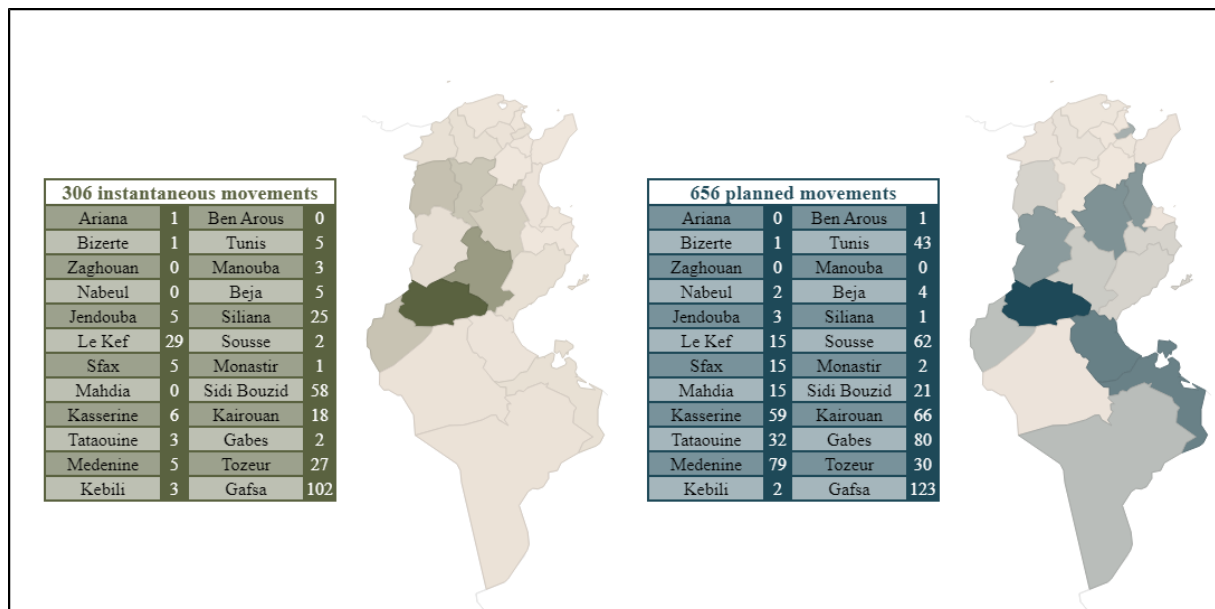 306 instantaneous movements
Ariana 1 Ben Arous 0
Bizerte 1 Tunis 5
Zaghouan 0 Manouba 3
Nabeul 0 Beja 5
Jendouba 5 Siliana 25
Le Kef 29 Sousse 2
Sfax 5 Monastir 1
Mahdia 0 Sidi Bouzid 58
Kasserine 6 Kairouan 18
Tataouine 3 Gabes 2
Medenine 5 Tozeur 27
Kebili 3 Gafsa 102
656 planned movements
Ariana 0 Ben Arous 1
Bizerte 1 Tunis 43
Zaghouan 0 Manouba 0
Nabeul 2 Beja 4
Jendouba 3 Siliana 1
Le Kef 15 Sousse 62
Sfax 15 Monastir 2
Mahdia 15 Sidi Bouzid 21
Kasserine 59 Kairouan 66
Tataouine 32 Gabes 80
Medenine 79 Tozeur 30
Kebili 2 Gafsa 123